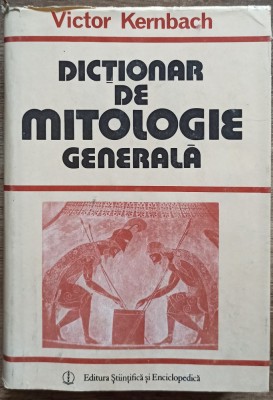 Victor Kernbach
DICȚIONAR
DE
MITOLOGIE
GENERALĂ
Editura Științifică și Enciclopedică